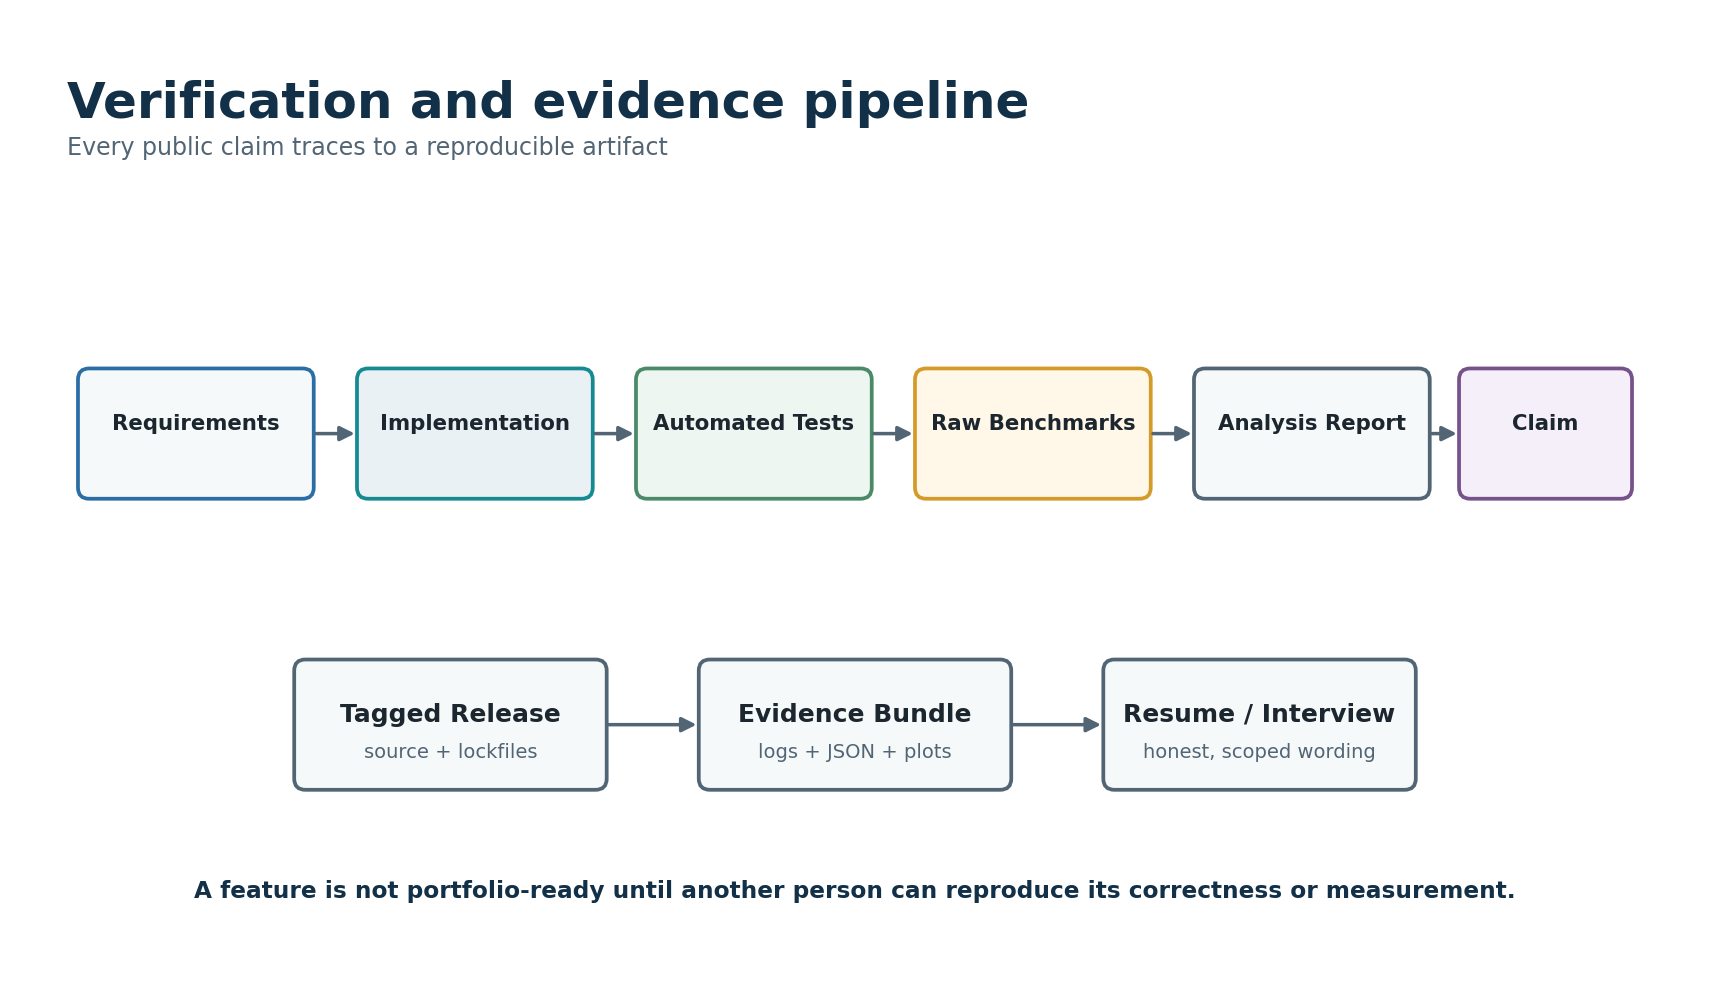 Verification and evidence pipeline
Every public claim traces to a reproducible artifact
Requirements
Implementation
Automated Tests
Raw Benchmarks
Analysis Report
Claim
Tagged Release
source + lockfiles
Evidence Bundle
logs + JSON + plots
Resume / Interview
honest, scoped wording
A feature is not portfolio-ready until another person can reproduce its correctness or measurement.